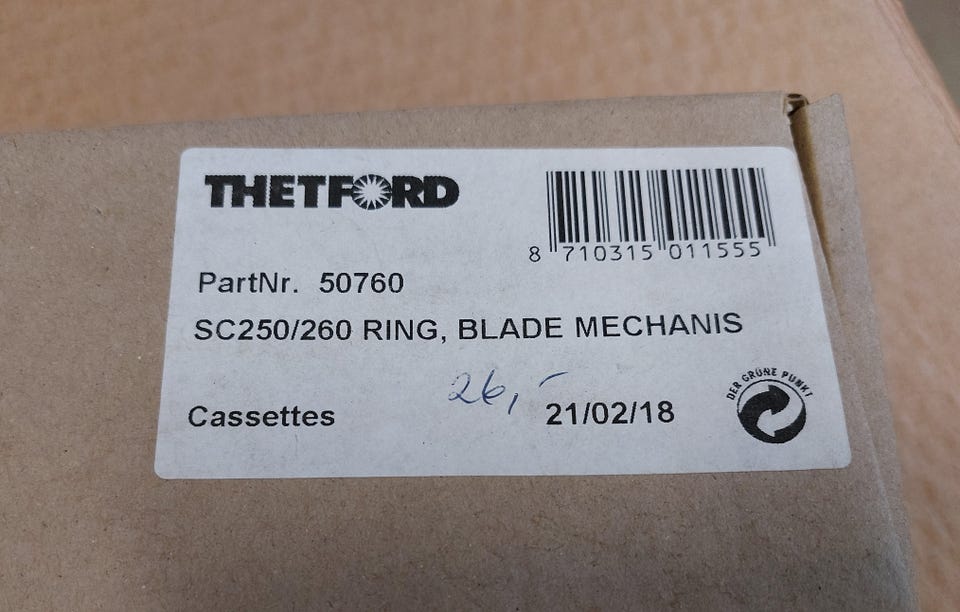 THETFORD
8 710315 011555
PartNr. 50760
SC250/260 RING, BLADE MECHANIS
26,-
Cassettes 21/02/18
DER GRÜNE PUNKT